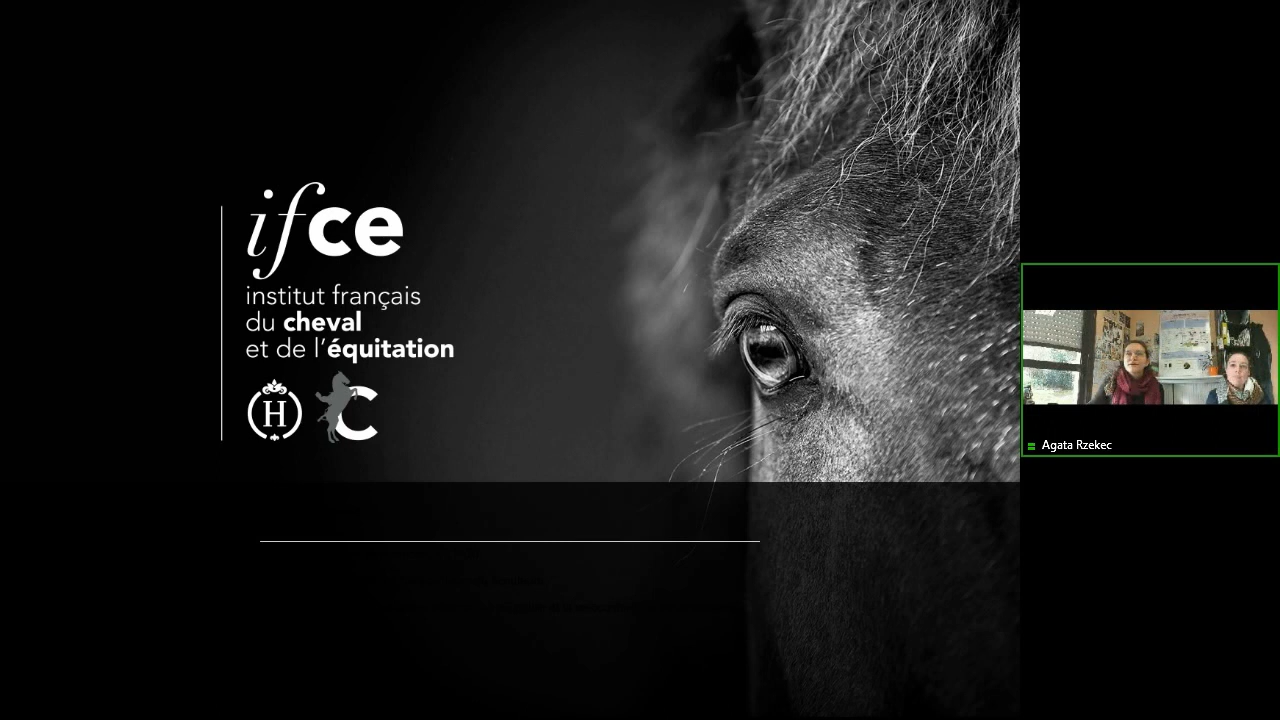 ifce
institut français
du cheval
et de l'équitation
H C
Agata Rzekec